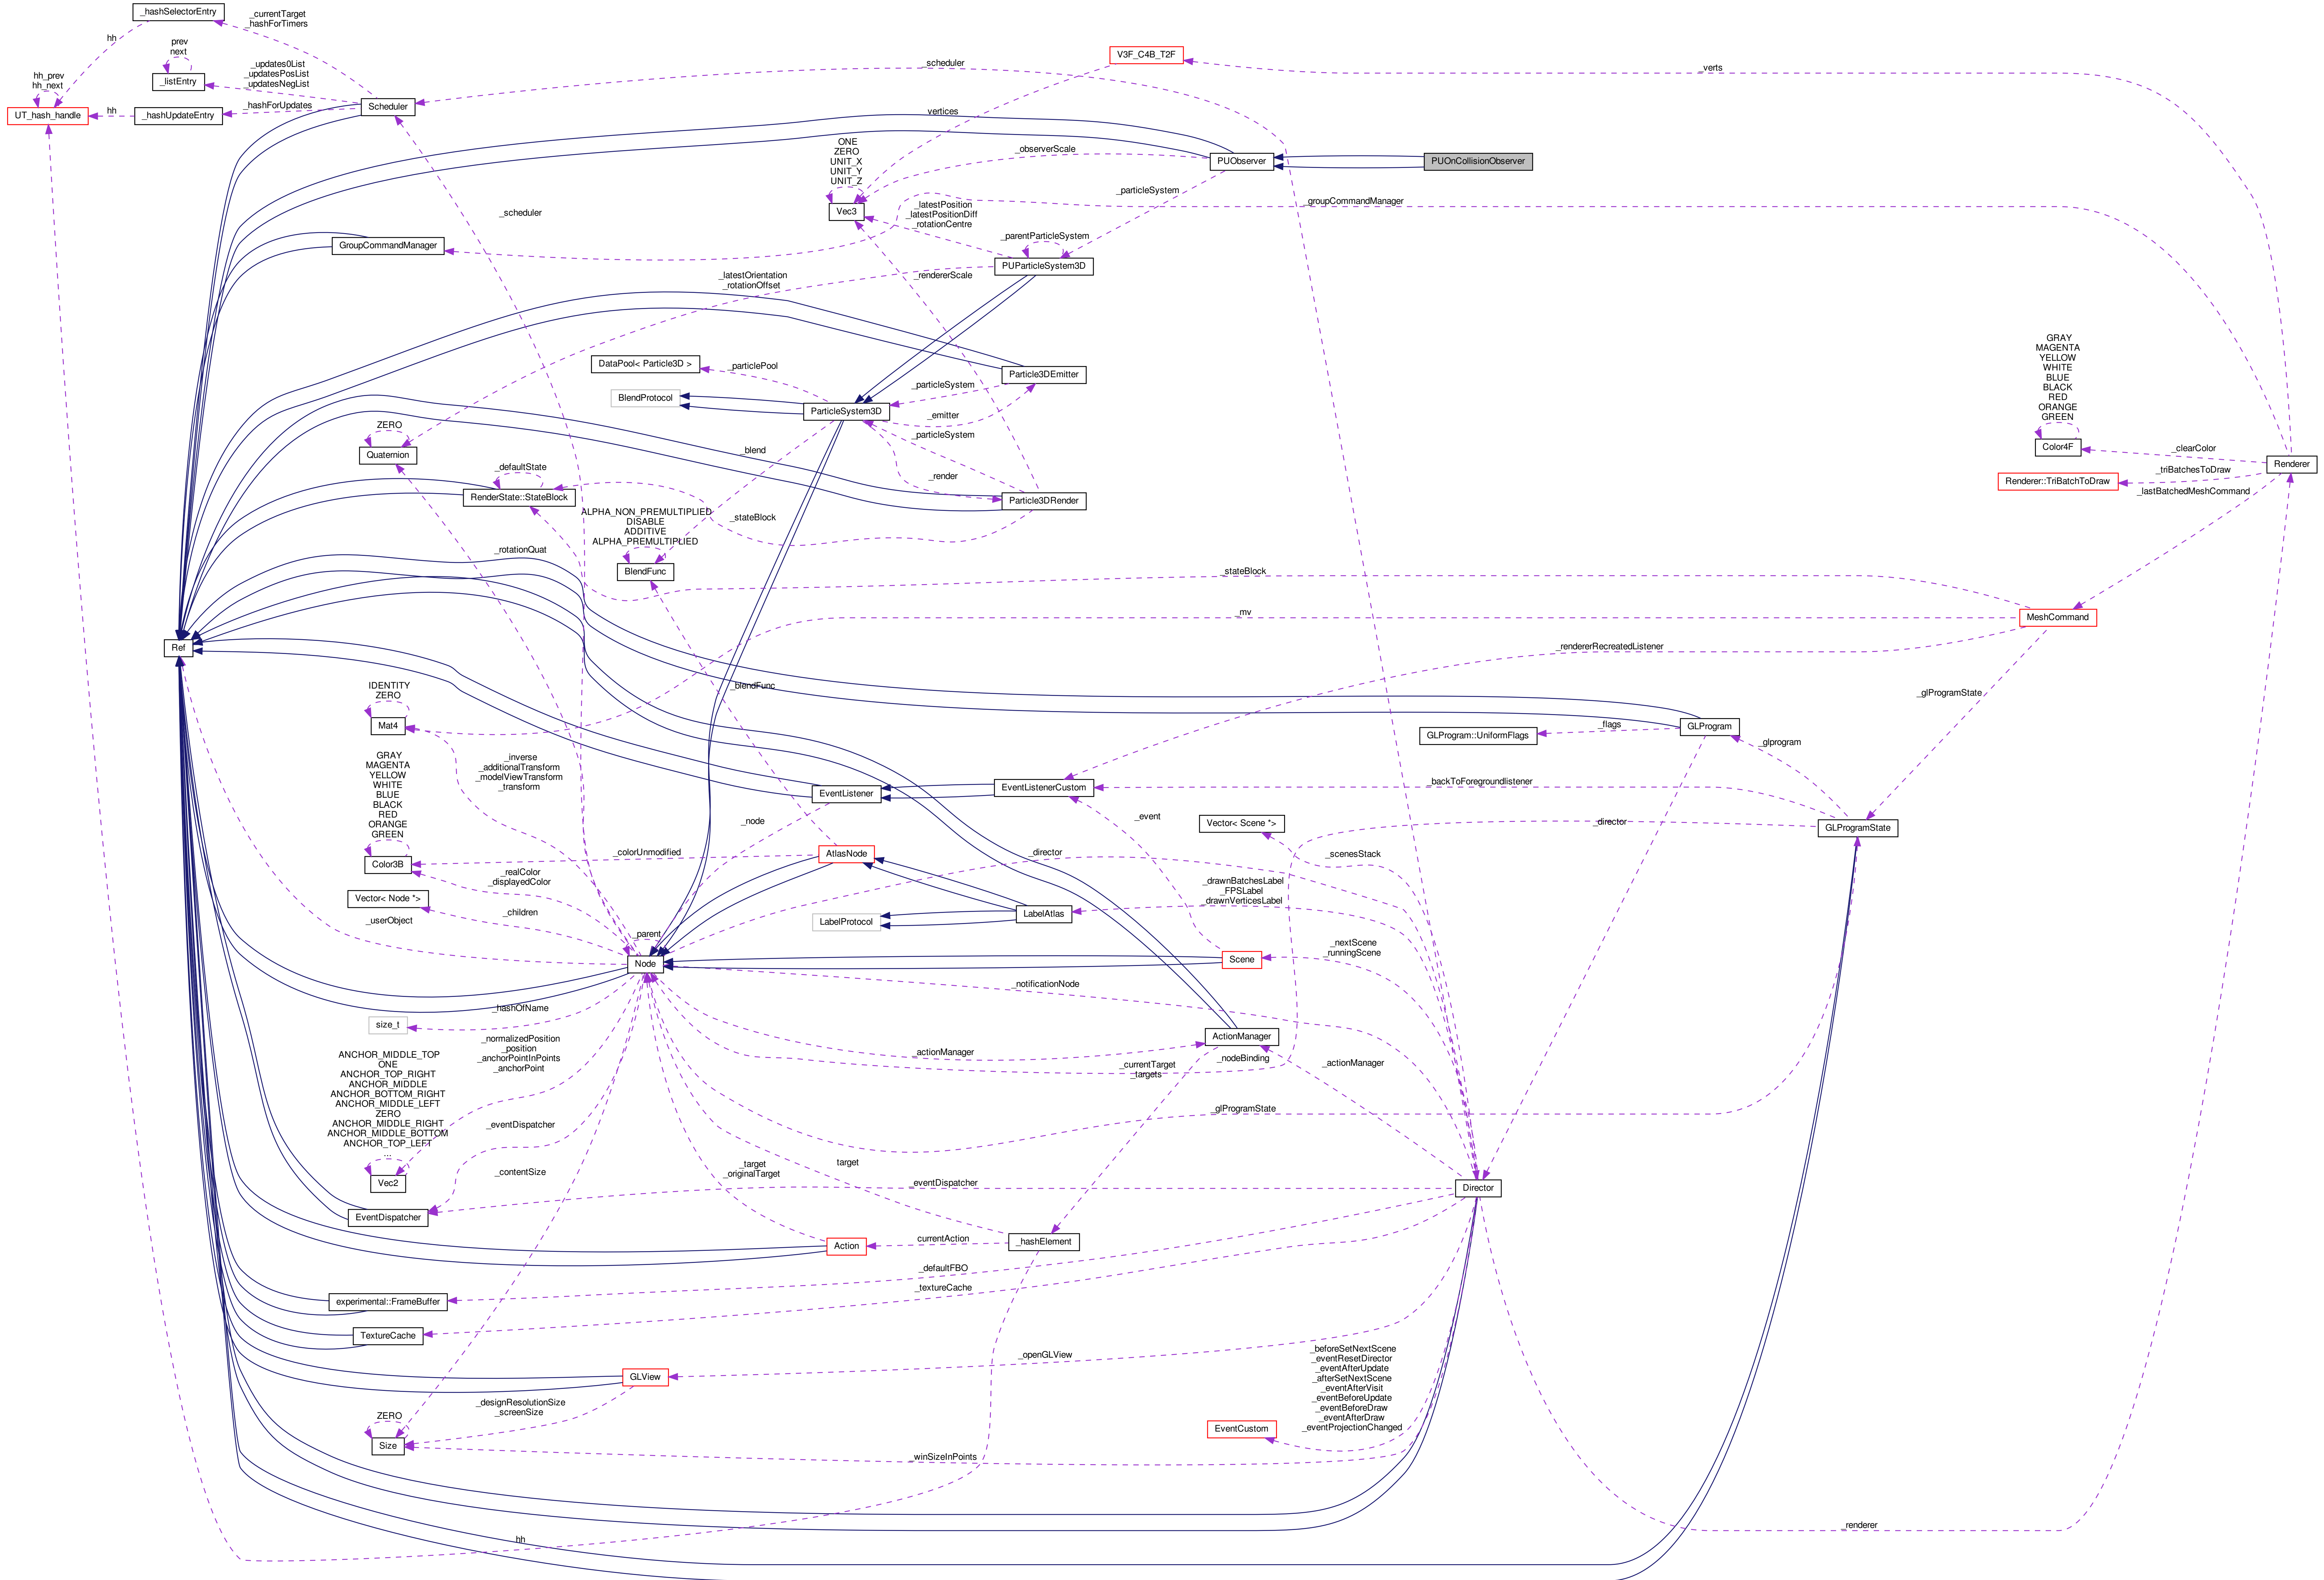 _hashSelectorEntry
_currentTarget
_hashForTimers
hh
prev
next
_listEntry
_updates0List
_updatesPosList
_updatesNegList
hh_prev
hh_next
UT_hash_handle
hh
_hashUpdateEntry
_hashForUpdates
Scheduler
_scheduler
V3F_C4B_T2F
_verts
vertices
ONE
ZERO
UNIT_X
UNIT_Y
UNIT_Z
Vec3
_observerScale
PUObserver
PUOnCollisionObserver
_particleSystem
_groupCommandManager
_scheduler
_latestPosition
_latestPositionDiff
_rotationCentre
GroupCommandManager
_parentParticleSystem
PUParticleSystem3D
_latestOrientation
_rotationOffset
_rendererScale
DataPool< Particle3D >
_particlePool
Particle3DEmitter
BlendProtocol
ParticleSystem3D
_particleSystem
_emitter
_particleSystem
GRAY
MAGENTA
YELLOW
WHITE
BLUE
BLACK
RED
ORANGE
GREEN
Color4F
_clearColor
Renderer
Renderer::TriBatchToDraw
_triBatchesToDraw
_lastBatchedMeshCommand
ZERO
Quaternion
_blend
_render
_defaultState
RenderState::StateBlock
Particle3DRender
_stateBlock
ALPHA_NON_PREMULTIPLIED
DISABLE
ADDITIVE
ALPHA_PREMULTIPLIED
BlendFunc
_rotationQuat
_stateBlock
_mv
MeshCommand
Ref
_rendererRecreatedListener
_glProgramState
IDENTITY
ZERO
Mat4
_blendFunc
GLProgram
GLProgram::UniformFlags
flags
_glprogram
_inverse
_additionalTransform
_modelViewTransform
_transform
EventListener
EventListenerCustom
_backToForegroundlistener
GRAY
MAGENTA
YELLOW
WHITE
BLUE
BLACK
RED
ORANGE
GREEN
Color3B
_node
_event
Vector< Scene *>
_director
GLProgramState
_colorUnmodified
AtlasNode
_director
_scenesStack
_realColor
_displayedColor
Vector< Node *>
_children
_userObject
LabelProtocol
LabelAtlas
_drawnBatchesLabel
_FPSLabel
_drawnVerticesLabel
_parent
Node
Scene
_nextScene
_runningScene
_notificationNode
size_t
_hashOfName
ActionManager
_normalizedPosition
_position
_anchorPointInPoints
_anchorPoint
_actionManager
_nodeBinding
_currentTarget
_targets
_actionManager
ANCHOR_MIDDLE_TOP
ONE
ANCHOR_TOP_RIGHT
ANCHOR_MIDDLE
ANCHOR_BOTTOM_RIGHT
ANCHOR_MIDDLE_LEFT
ZERO
ANCHOR_MIDDLE_RIGHT
ANCHOR_MIDDLE_BOTTOM
ANCHOR_TOP_LEFT
...
Vec2
_glProgramState
_eventDispatcher
_contentSize
_target
_originalTarget
target
_eventDispatcher
Director
EventDispatcher
Action
currentAction
_hashElement
_defaultFBO
_textureCache
experimental::FrameBuffer
TextureCache
_openGLView
GLView
_designResolutionSize
_screenSize
_beforeSetNextScene
_eventResetDirector
_eventAfterUpdate
_afterSetNextScene
_eventAfterVisit
_eventBeforeUpdate
_eventBeforeDraw
_eventAfterDraw
_eventProjectionChanged
EventCustom
ZERO
Size
_winSizeInPoints
_renderer
hh